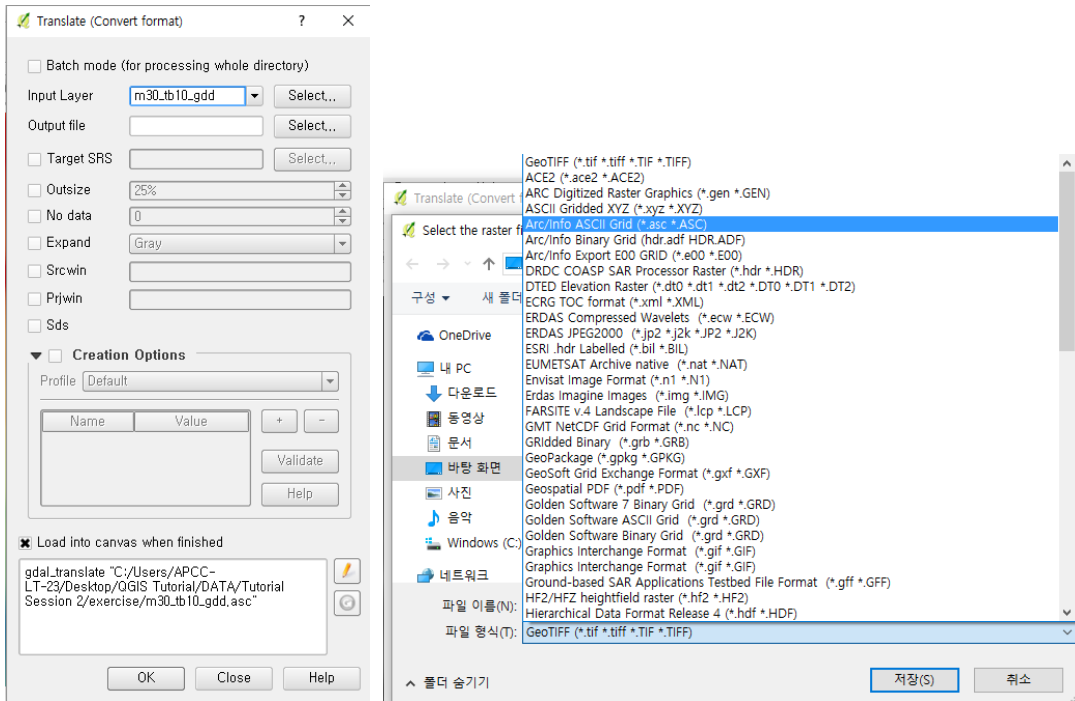 Translate (Convert format)
Batch mode (for processing whole directory)
Input Layer m30_tb10_gdd Select...
Output file Select...
Target SRS Select...
Outsize 25%
No data 0
Expand Gray
Srcwin
Prjwin
Sds
Creation Options
Profile Default
Name Value + -
Validate
Help
Load into canvas when finished
gdal_translate "C:/Users/APCC-
LT-23/Desktop/QGIS Tutorial/DATA/Tutorial
Session 2/exercise/m30_tb10_gdd.asc"
OK Close Help
Translate (Convert
Select the raster fi
구성 새 폴더
OneDrive
내 PC
다운로드
동영상
문서
바탕 화면
사진
음악
Windows (C:)
네트워크
GeoTIFF (*.tif *.tiff *.TIF *.TIFF)
ACE2 (*.ace2 *.ACE2)
ARC Digitized Raster Graphics (*.gen *.GEN)
ASCII Gridded XYZ (*.xyz *.XYZ)
Arc/Info ASCII Grid (*.asc *.ASC)
Arc/Info Binary Grid (hdr.adf HDR.ADF)
Arc/Info Export E00 GRID (*.e00 *.E00)
DRDC COASP SAR Processor Raster (*.hdr *.HDR)
DTED Elevation Raster (*.dt0 *.dt1 *.dt2 *.DT0 *.DT1 *.DT2)
ECRG TOC format (*.xml *.XML)
ERDAS Compressed Wavelets (*.ecw *.ECW)
ERDAS JPEG2000 (*.jp2 *.j2k *.JP2 *.J2K)
ESRI .hdr Labelled (*.bil *.BIL)
EUMETSAT Archive native (*.nat *.NAT)
Envisat Image Format (*.n1 *.N1)
Erdas Imagine Images (*.img *.IMG)
FARSITE v.4 Landscape File (*.lcp *.LCP)
GMT NetCDF Grid Format (*.nc *.NC)
GRIdded Binary (*.grb *.GRB)
GeoPackage (*.gpkg *.GPKG)
GeoSoft Grid Exchange Format (*.gxf *.GXF)
Geospatial PDF (*.pdf *.PDF)
Golden Software 7 Binary Grid (*.grd *.GRD)
Golden Software ASCII Grid (*.grd *.GRD)
Golden Software Binary Grid (*.grd *.GRD)
Graphics Interchange Format (*.gif *.GIF)
Graphics Interchange Format (*.gif *.GIF)
Ground-based SAR Applications Testbed File Format (*.gff *.GFF)
HF2/HFZ heightfield raster (*.hf2 *.HF2)
Hierarchical Data Format Release 4 (*.hdf *.HDF)
파일 이름(N):
파일 형식(T): GeoTIFF (*.tif *.tiff *.TIF *.TIFF)
폴더 숨기기 저장(S) 취소